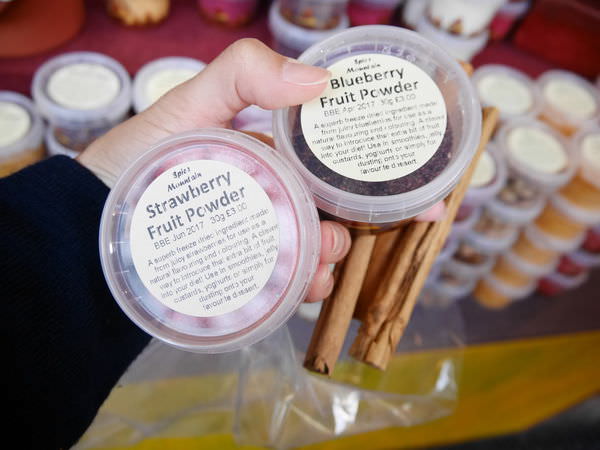 Spice
Mountain
Blueberry
Fruit Powder
BBE Apr 2017 30g £3.00
A superb freeze dried ingredient made
from juicy blueberries for use as a
natural flavouring and colouring. A clever
way to introduce that extra bit of fruit
into your diet! Use in smoothies, jelly
custards, yoghurts or simply for
dusting onto your
favourite dessert.
Spice
Mountain
Strawberry
Fruit Powder
BBE Jun 2017 30g £3.00
A superb freeze dried ingredient made
from juicy strawberries for use as a
natural flavouring and colouring. A clever
way to introduce that extra bit of fruit
into your diet! Use in smoothies, jelly
custards, yoghurts or simply for
dusting onto your
favourite dessert.